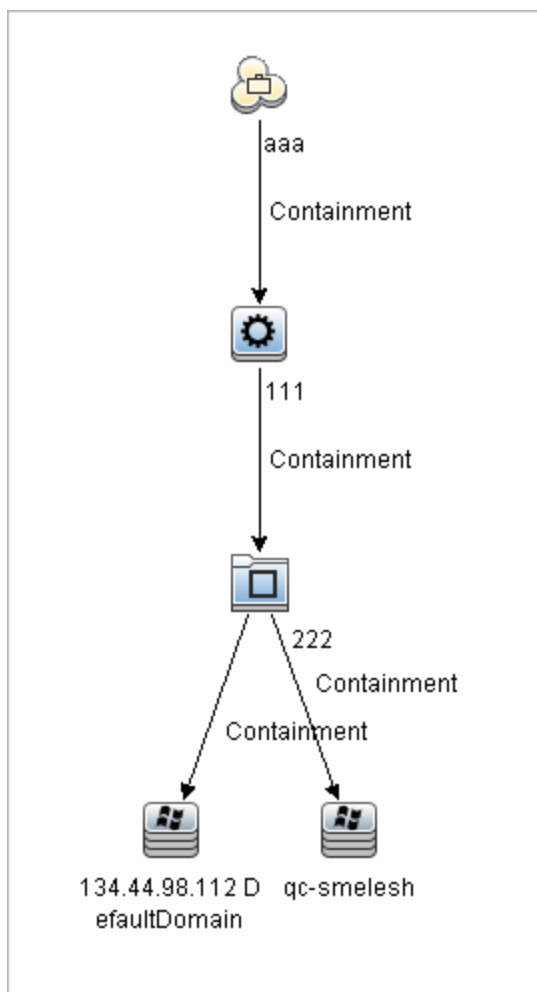 aaa
Containment
111
Containment
222
Containment
Containment
134.44.98.112 D
efaultDomain
qc-smelesh